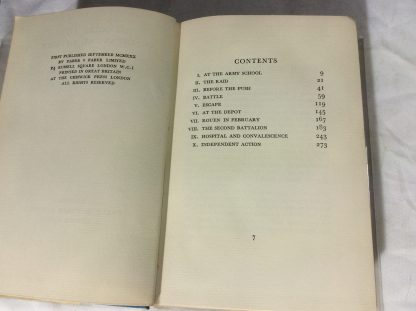 FIRST PUBLISHED SEPTEMBER MCMXXX
BY FABER & FABER LIMITED
24 RUSSELL SQUARE LONDON W.C.1
PRINTED IN GREAT BRITAIN
AT THE CHISWICK PRESS LONDON
ALL RIGHTS RESERVED
CONTENTS
I. AT THE ARMY SCHOOL 9
II. THE RAID 21
III. BEFORE THE PUSH 41
IV. BATTLE 59
V. ESCAPE 119
VI. AT THE DEPOT 145
VII. ROUEN IN FEBRUARY 167
VIII. THE SECOND BATTALION 183
IX. HOSPITAL AND CONVALESCENCE 243
X. INDEPENDENT ACTION 273
7